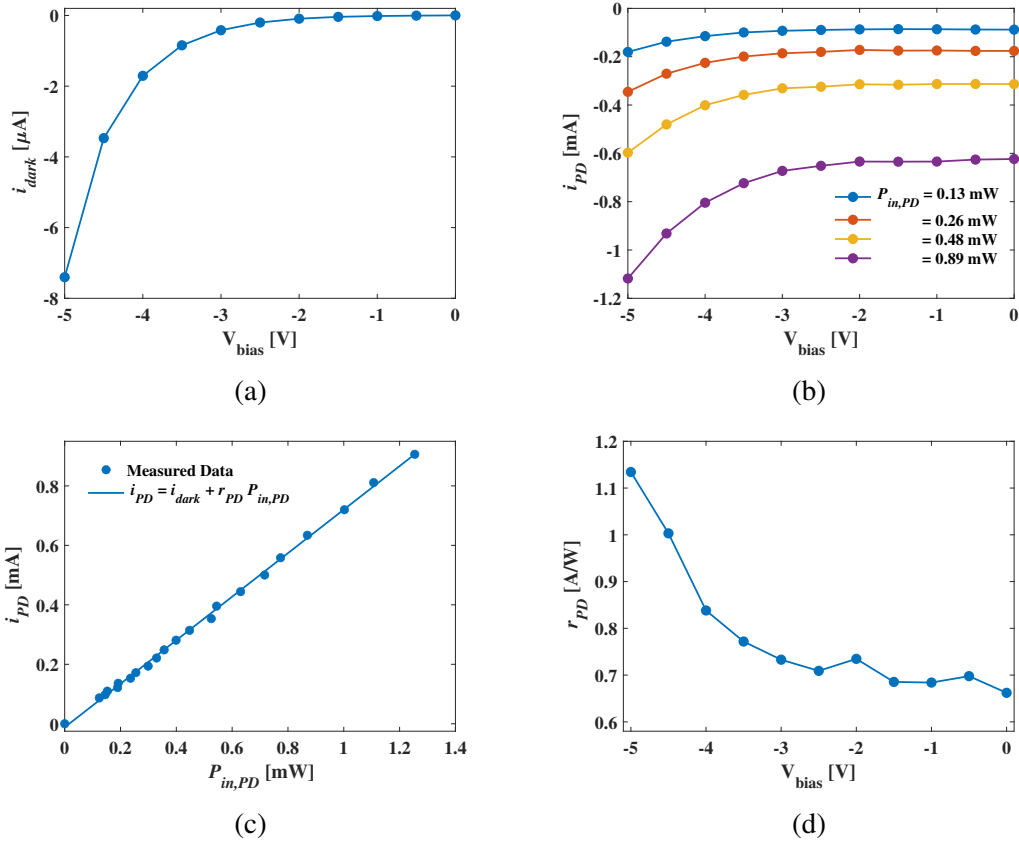 0
-2
-4
-6
-8
-5 -4 -3 -2 -1 0
i_dark [μA]
V_bias [V]
(a)
0
-0.2
-0.4
-0.6
-0.8
-1
-1.2
-5 -4 -3 -2 -1 0
i_PD [mA]
V_bias [V]
P_in,PD = 0.13 mW
= 0.26 mW
= 0.48 mW
= 0.89 mW
(b)
0.8
0.6
0.4
0.2
0
0 0.2 0.4 0.6 0.8 1 1.2 1.4
i_PD [mA]
P_in,PD [mW]
Measured Data
i_PD = i_dark + r_PD P_in,PD
(c)
1.2
1.1
1
0.9
0.8
0.7
0.6
-5 -4 -3 -2 -1 0
r_PD [A/W]
V_bias [V]
(d)